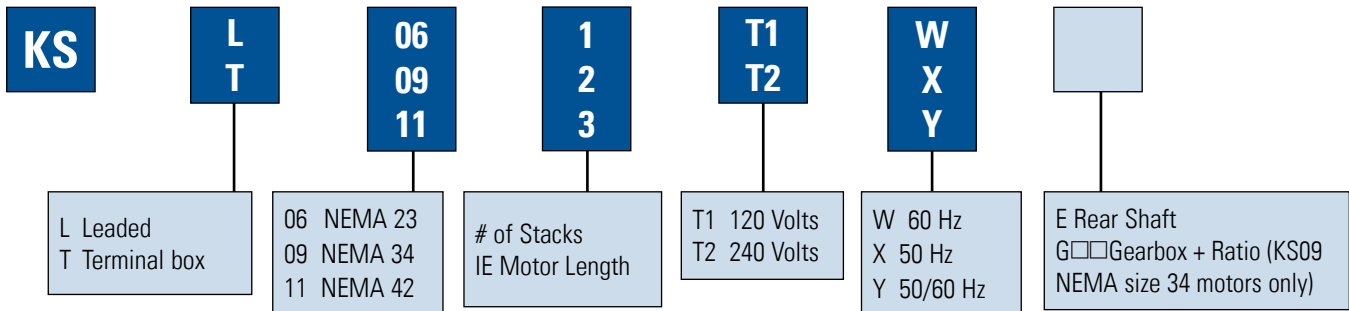 KS
L
T
06
09
11
1
2
3
T1
T2
W
X
Y
L Leaded
T Terminal box
06 NEMA 23
09 NEMA 34
11 NEMA 42
# of Stacks
IE Motor Length
T1 120 Volts
T2 240 Volts
W 60 Hz
X 50 Hz
Y 50/60 Hz
E Rear Shaft
G□□Gearbox + Ratio (KS09
NEMA size 34 motors only)